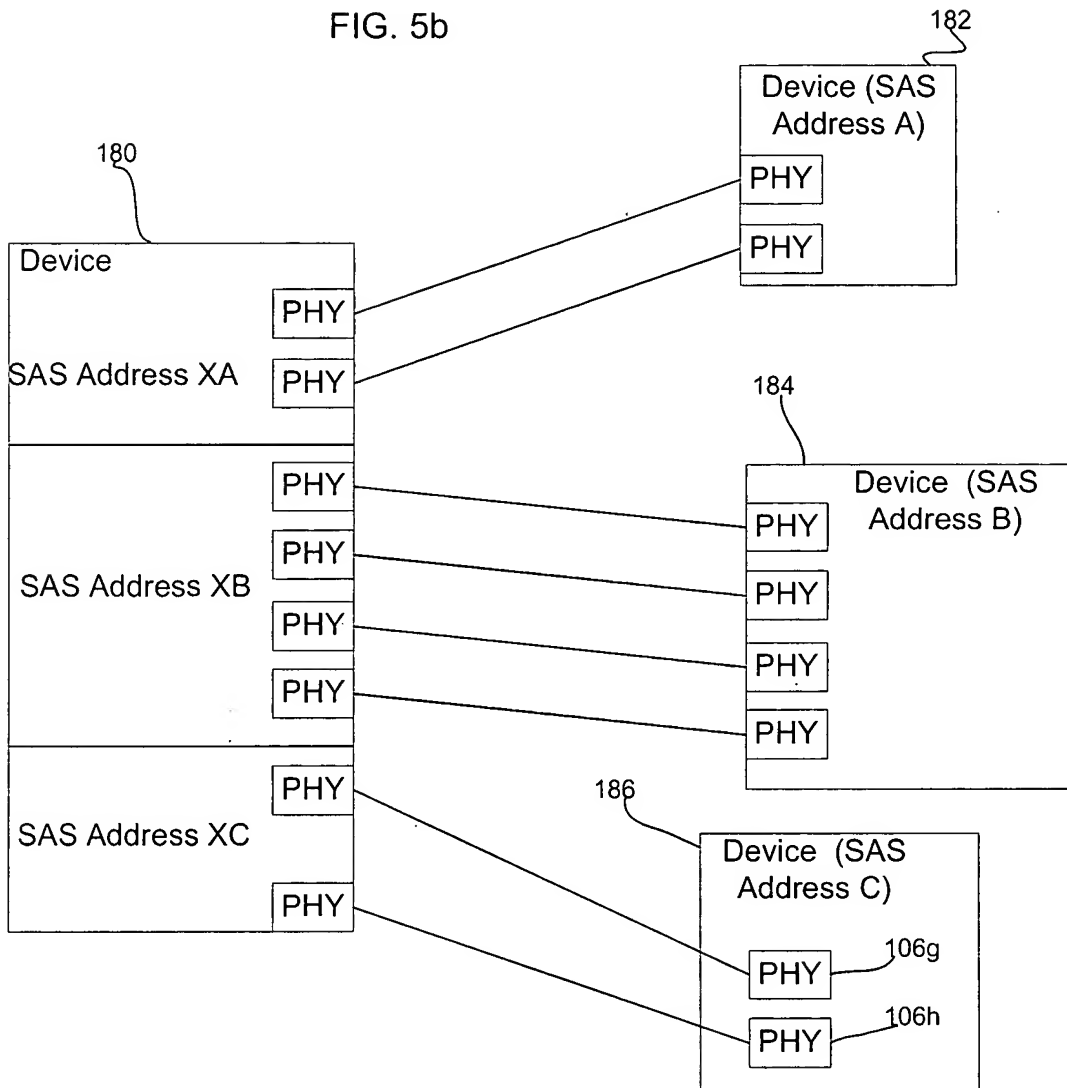 FIG. 5b
182
Device (SAS
Address A)
PHY
PHY
180
Device
PHY
SAS Address XA
PHY
184
Device (SAS
Address B)
PHY
PHY
PHY
PHY
PHY
PHY
SAS Address XB
PHY
PHY
186
Device (SAS
Address C)
PHY
SAS Address XC
PHY
PHY
106g
PHY
106h